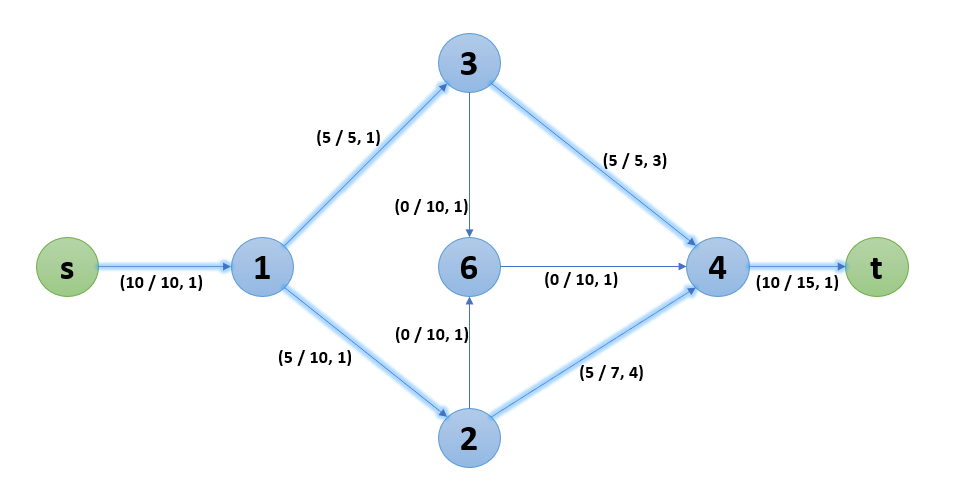 3
(5 / 5, 1)
(5 / 5, 3)
(0 / 10, 1)
s
1
6
4
t
(10 / 10, 1)
(0 / 10, 1)
(10 / 15, 1)
(0 / 10, 1)
(5 / 10, 1)
(5 / 7, 4)
2